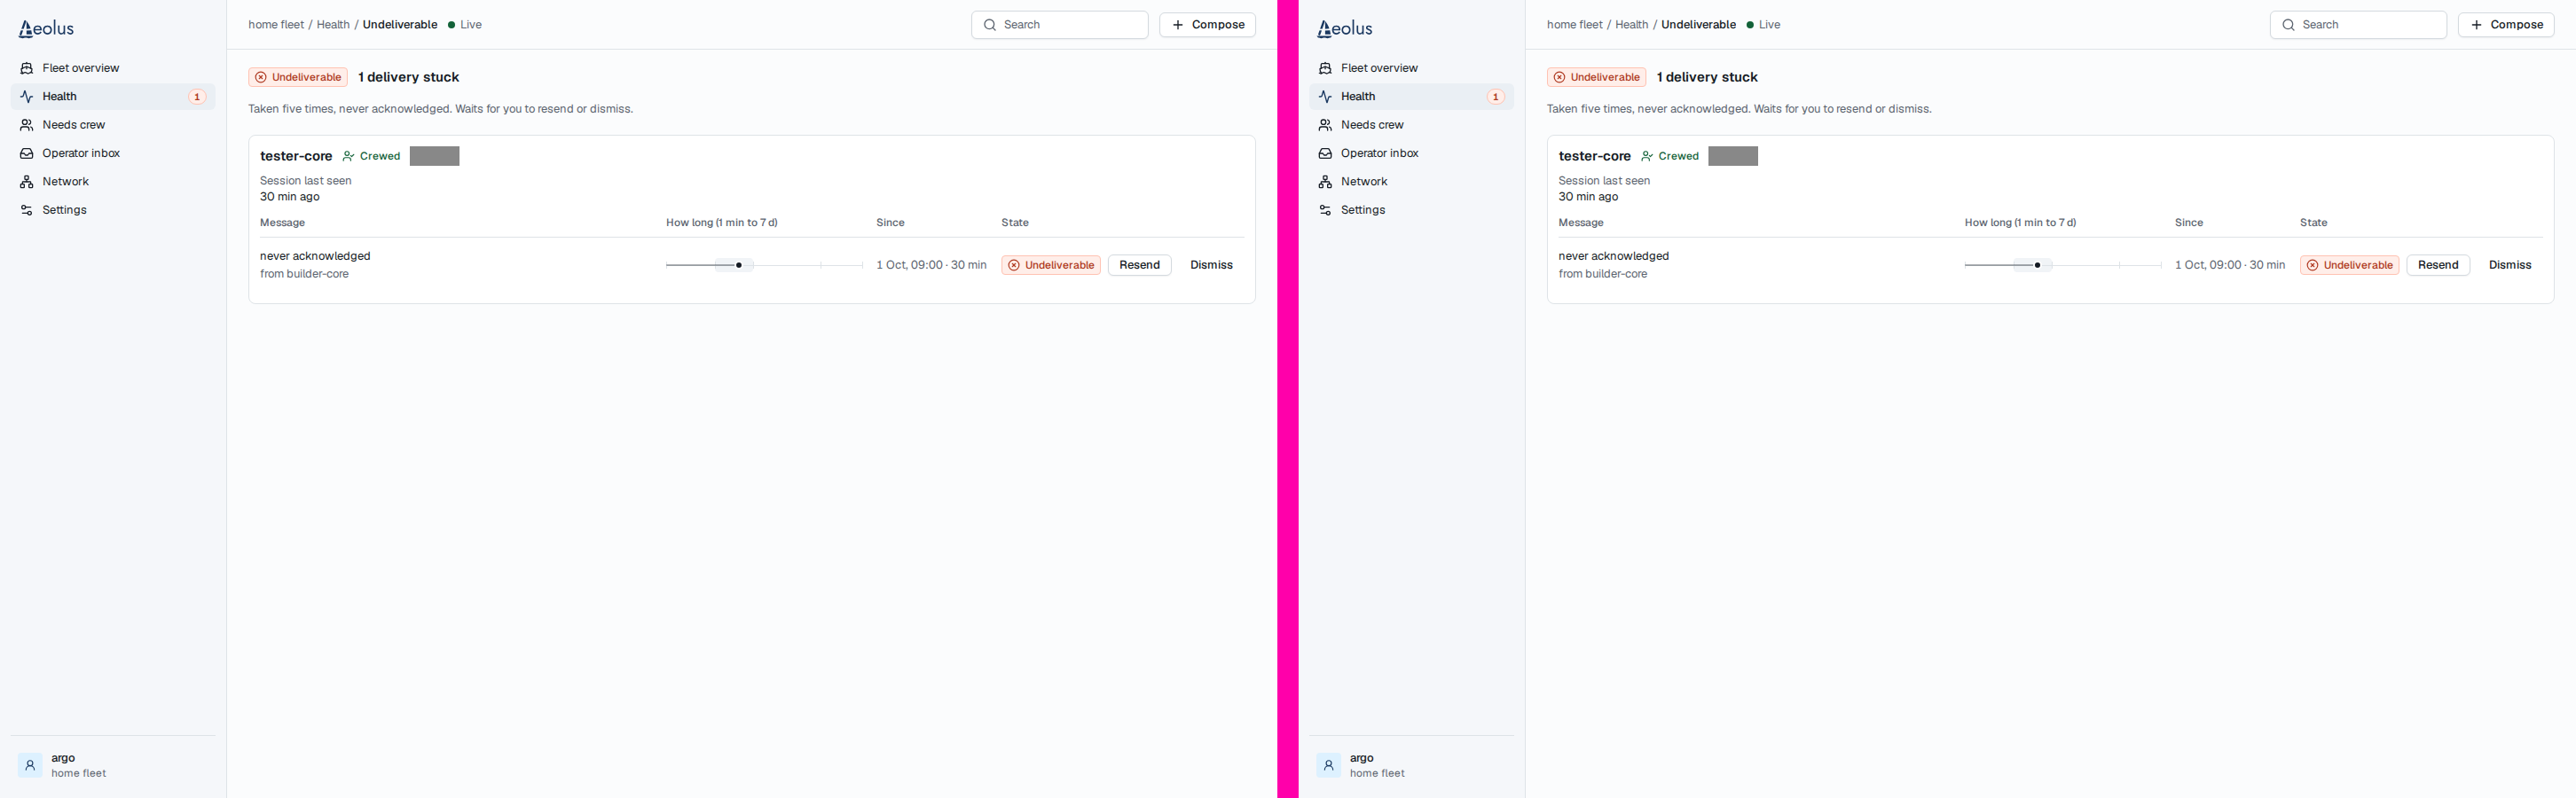 Aeolus
home fleet / Health / Undeliverable Live
Search
Compose
Fleet overview
Health 1
Needs crew
Operator inbox
Network
Settings
Undeliverable 1 delivery stuck
Taken five times, never acknowledged. Waits for you to resend or dismiss.
tester-core Crewed
Session last seen
30 min ago
Message How long (1 min to 7 d) Since State
never acknowledged
from builder-core
1 Oct, 09:00 · 30 min Undeliverable Resend Dismiss
argo
home fleet
Aeolus
home fleet / Health / Undeliverable Live
Search
Compose
Fleet overview
Health 1
Needs crew
Operator inbox
Network
Settings
Undeliverable 1 delivery stuck
Taken five times, never acknowledged. Waits for you to resend or dismiss.
tester-core Crewed
Session last seen
30 min ago
Message How long (1 min to 7 d) Since State
never acknowledged
from builder-core
1 Oct, 09:00 · 30 min Undeliverable Resend Dismiss
argo
home fleet